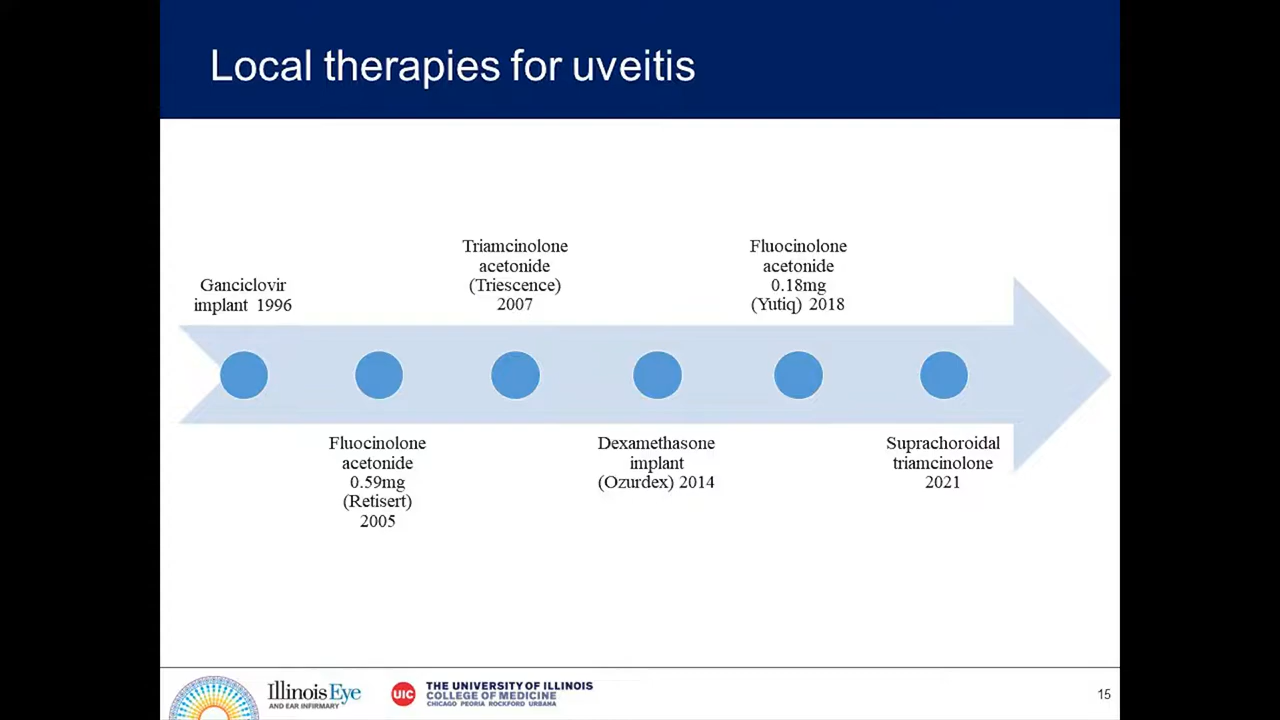 Local therapies for uveitis
Ganciclovir
implant 1996
Fluocinolone
acetonide
0.59mg
(Retisert)
2005
Triamcinolone
acetonide
(Triescence)
2007
Dexamethasone
implant
(Ozurdex) 2014
Fluocinolone
acetonide
0.18mg
(Yutiq) 2018
Suprachoroidal
triamcinolone
2021
Illinois Eye
AND EAR INFIRMARY
UIC
THE UNIVERSITY OF ILLINOIS
COLLEGE OF MEDICINE
CHICAGO PEORIA ROCKFORD URBANA
15